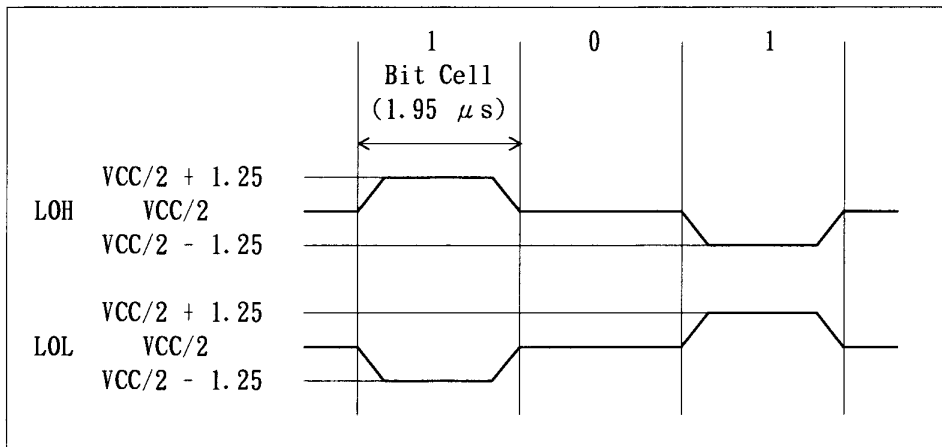 1 0 1
Bit Cell
(1.95 μs)
VCC/2 + 1.25
LOH VCC/2
VCC/2 - 1.25
VCC/2 + 1.25
LOL VCC/2
VCC/2 - 1.25